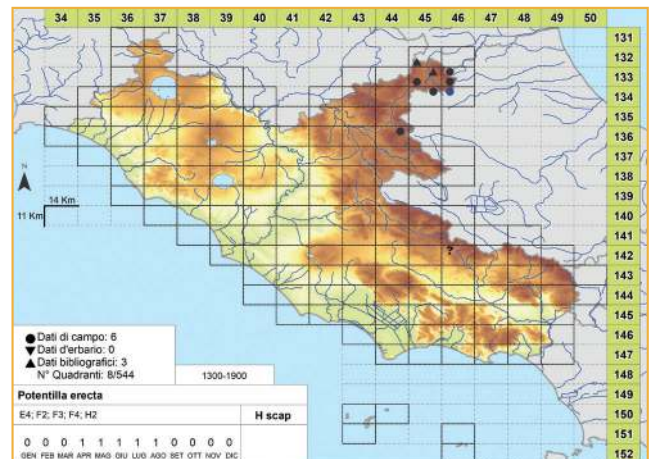 34 35 36 37 38 39 40 41 42 43 44 45 46 47 48 49 50
131
132
133
134
135
136
137
138
N
139
14 Km
140
11 Km
141
?
142
143
144
145
● Dati di campo: 6
146
▼ Dati d'erbario: 0
▲ Dati bibliografici: 3
147
N° Quadranti: 8/544
1300-1900
148
149
Potentilla erecta
E4; F2; F3; F4; H2
H scap
150
151
0 0 0 1 1 1 1 1 0 0 0 0
GEN FEB MAR APR MAG GIU LUG AGO SET OTT NOV DIC
152